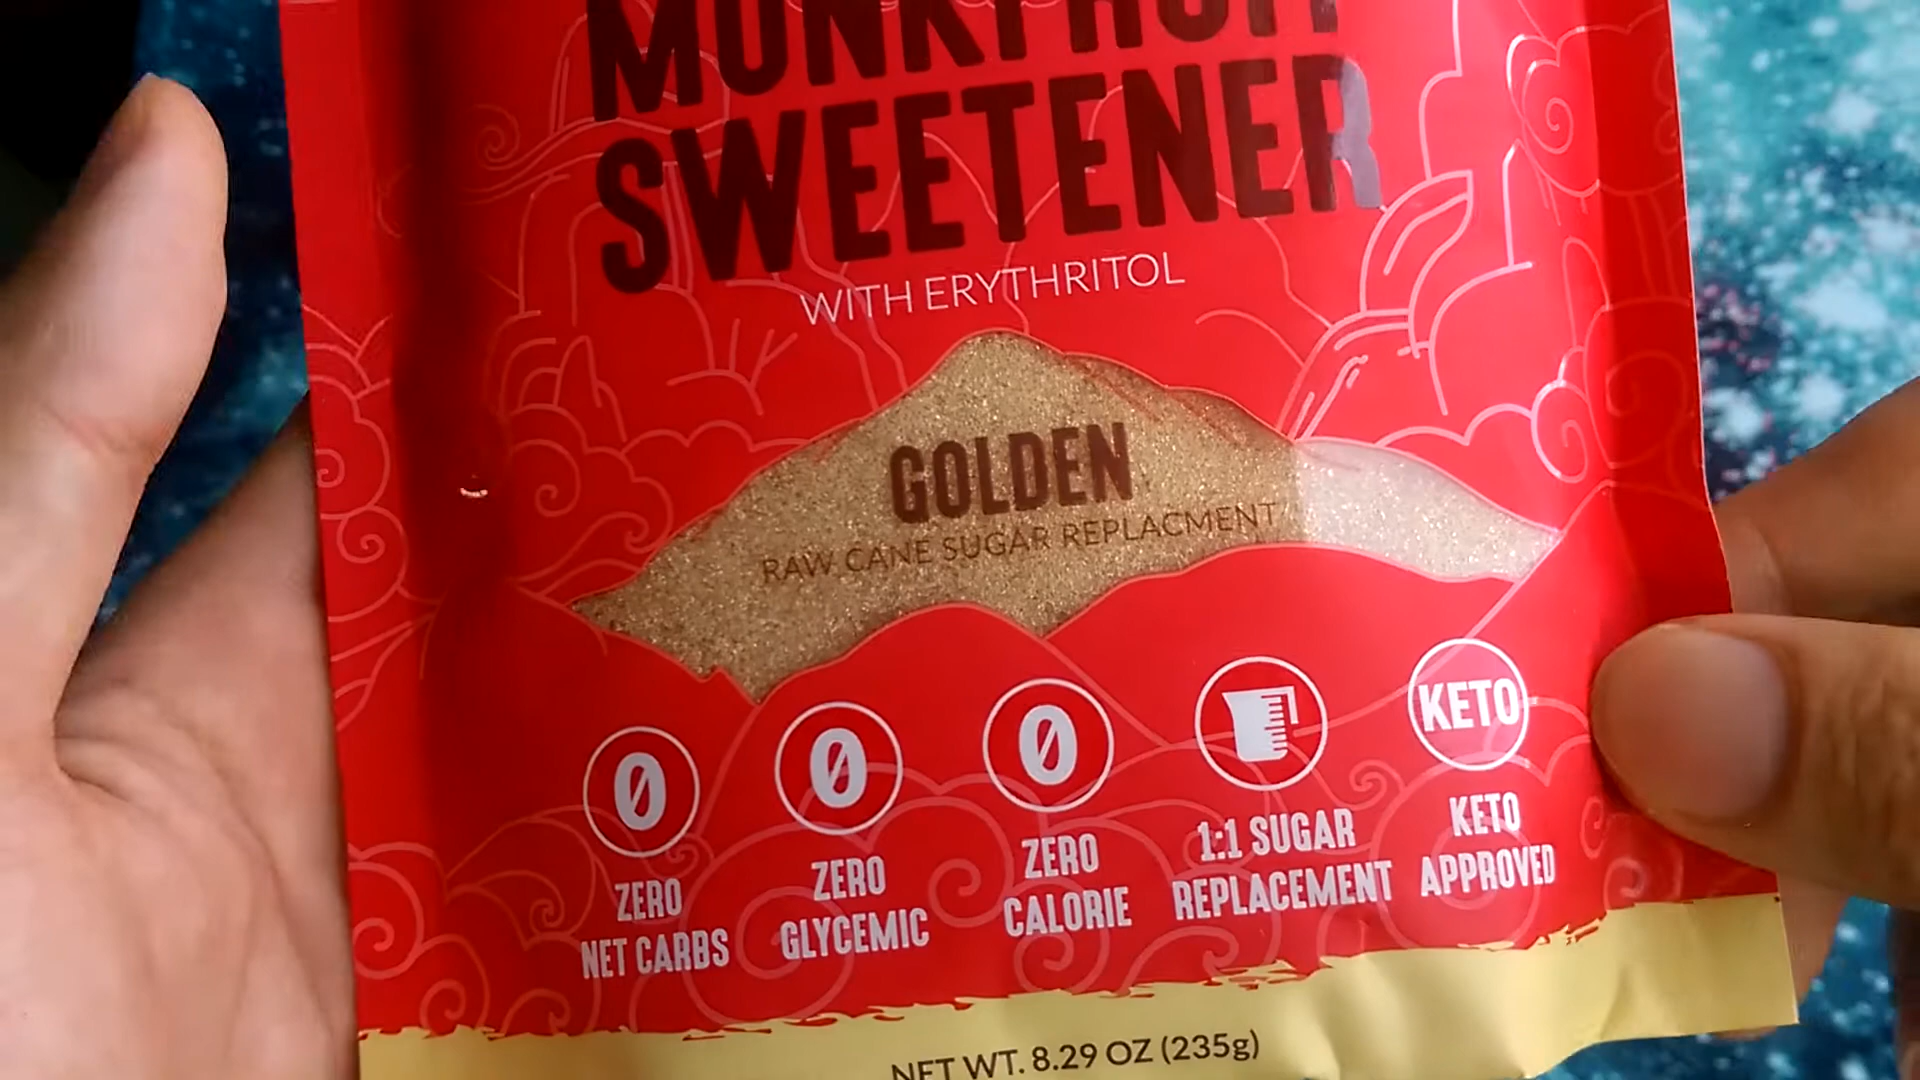 MONKFRUIT
SWEETENER
WITH ERYTHRITOL
GOLDEN
RAW CANE SUGAR REPLACMENT
0
ZERO
NET CARBS
0
ZERO
GLYCEMIC
0
ZERO
CALORIE
1:1 SUGAR
REPLACEMENT
KETO
KETO
APPROVED
NET WT. 8.29 OZ (235g)